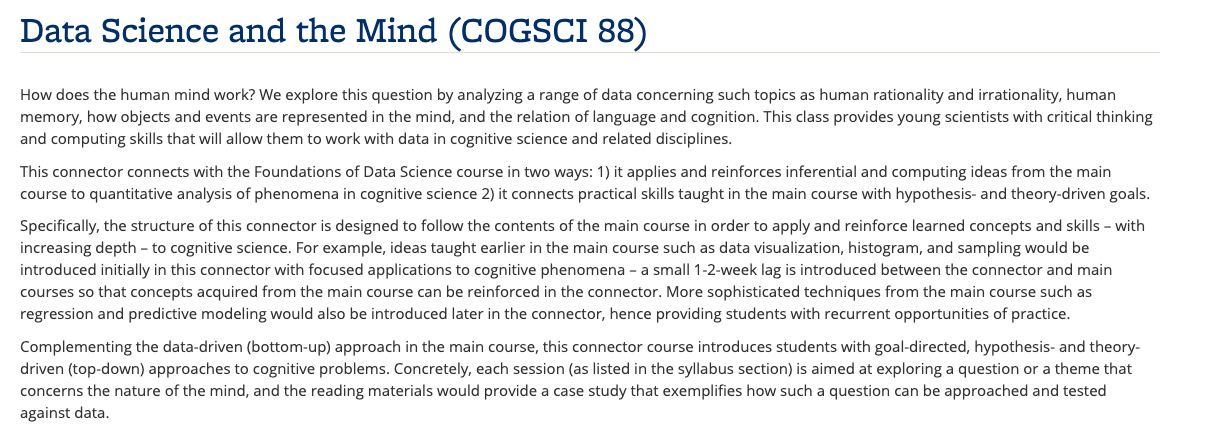 Data Science and the Mind (COGSCI 88)
How does the human mind work? We explore this question by analyzing a range of data concerning such topics as human rationality and irrationality, human
memory, how objects and events are represented in the mind, and the relation of language and cognition. This class provides young scientists with critical thinking
and computing skills that will allow them to work with data in cognitive science and related disciplines.
This connector connects with the Foundations of Data Science course in two ways: 1) it applies and reinforces inferential and computing ideas from the main
course to quantitative analysis of phenomena in cognitive science 2) it connects practical skills taught in the main course with hypothesis- and theory-driven goals.
Specifically, the structure of this connector is designed to follow the contents of the main course in order to apply and reinforce learned concepts and skills – with
increasing depth – to cognitive science. For example, ideas taught earlier in the main course such as data visualization, histogram, and sampling would be
introduced initially in this connector with focused applications to cognitive phenomena – a small 1-2-week lag is introduced between the connector and main
courses so that concepts acquired from the main course can be reinforced in the connector. More sophisticated techniques from the main course such as
regression and predictive modeling would also be introduced later in the connector, hence providing students with recurrent opportunities of practice.
Complementing the data-driven (bottom-up) approach in the main course, this connector course introduces students with goal-directed, hypothesis- and theory-
driven (top-down) approaches to cognitive problems. Concretely, each session (as listed in the syllabus section) is aimed at exploring a question or a theme that
concerns the nature of the mind, and the reading materials would provide a case study that exemplifies how such a question can be approached and tested
against data.